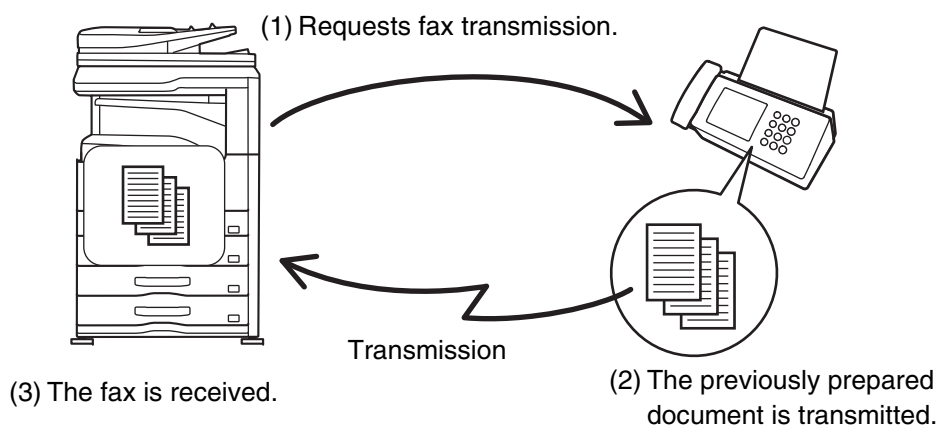 (1) Requests fax transmission.
Transmission
(2) The previously prepared
document is transmitted.
(3) The fax is received.